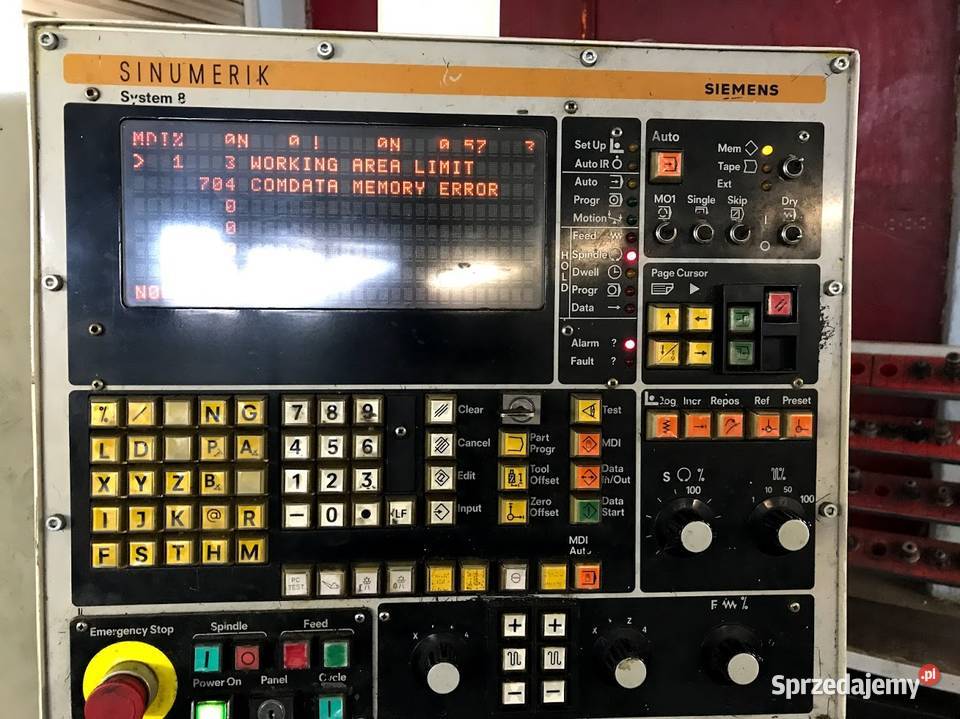 SINUMERIK
System 8
SIEMENS
MDI% 0N 0! 0N 0.57
> 1 3 WORKING AREA LIMIT
704 COMDATA MEMORY ERROR
0
0
0
Set Up
Auto IR
Auto
Progr
Motion
HOLD
Feed
Spindle
Dwell
Progr
Data
Alarm ?
Fault ?
Auto
Mem
Tape
Ext
MO1 Single Skip Dry
Page Cursor
Jog Incr Repos Ref Preset
S %
100
1 10 50 100
% / N G
L D P A
X Y Z B
I J K @ R
F S T H M
7 8 9
4 5 6
1 2 3
- 0 • LF
Clear
Cancel
Edit
Input
Part Progr
Tool Offset
Zero Offset
Test
MDI
Data In/Out
Data Start
MDI
Auto
PC TEST
Emergency Stop
Spindle
Feed
Power On
Panel
Cycle
X 4
+ +
- -
X Z 4
F %
Sprzedajemy.pl